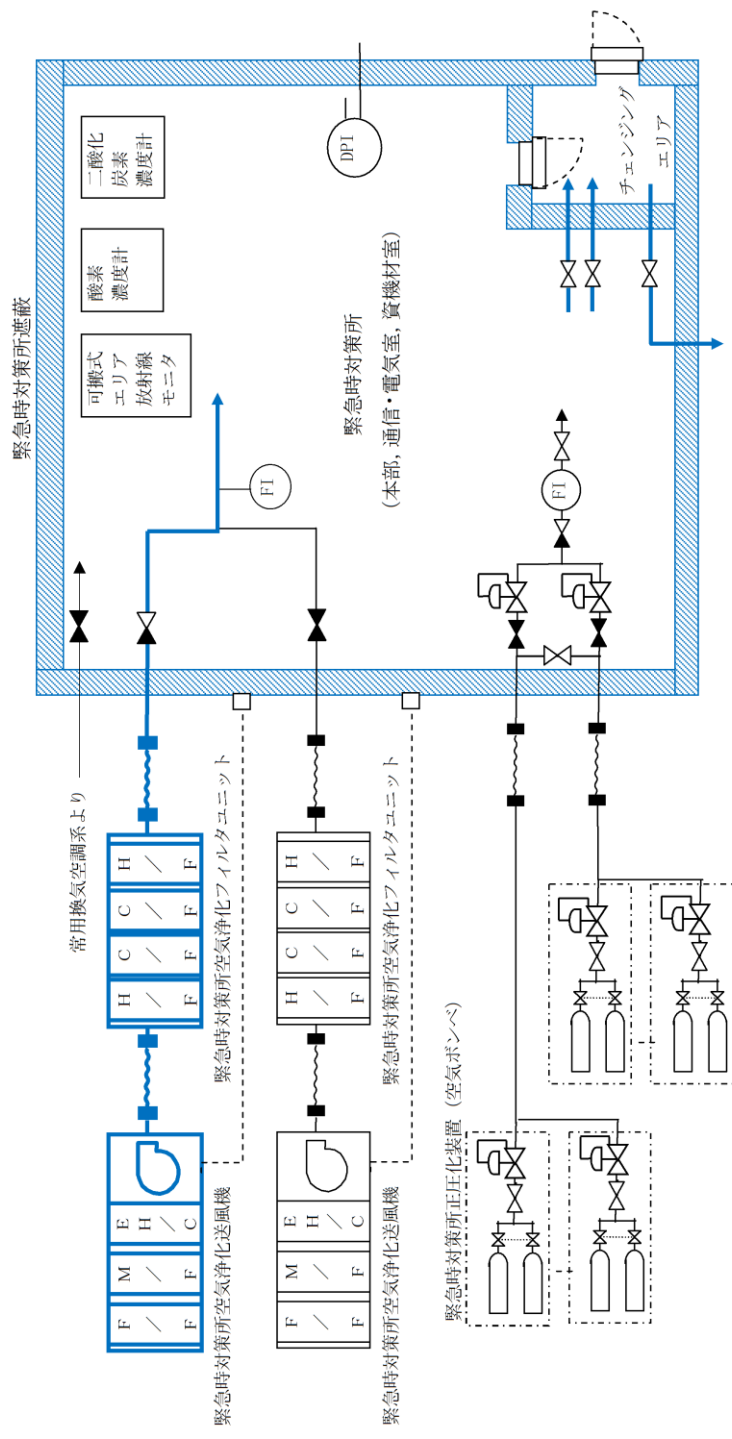 緊急時対策所遮蔽
常用換気空調系より
可搬式
エリア
放射線
モニタ
酸素
濃度計
二酸化
炭素
濃度計
F/F
M/F
EH/C
H/F
C/F
C/F
H/F
FI
DPI
緊急時対策所空気浄化送風機
緊急時対策所空気浄化フィルタユニット
緊急時対策所
(本部,通信・電気室,資機材室)
F/F
M/F
EH/C
H/F
C/F
C/F
H/F
緊急時対策所空気浄化送風機
緊急時対策所空気浄化フィルタユニット
緊急時対策所正圧化装置(空気ボンベ)
FI
チェンジング
エリア